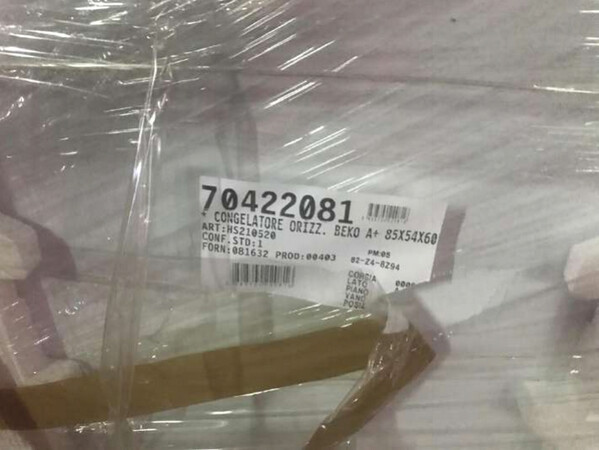 70422081
* CONGELATORE ORIZZ. BEKO A+ 85X54X60
ART:HS210520
CONF.STD:1
FORN:081632 PROD:00403
PM:05
02-24-8294
CORSIA
LATO
PIANO
VANO
POSIZ